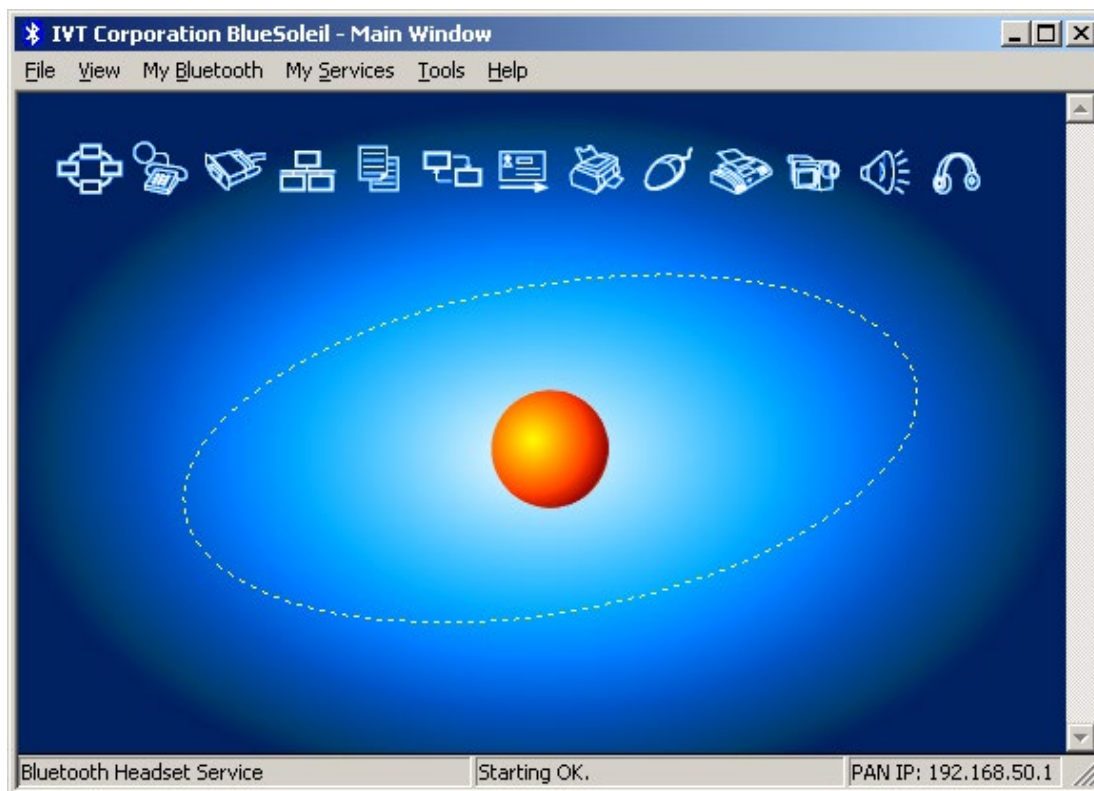 IVT Corporation BlueSoleil - Main Window
File View My Bluetooth My Services Tools Help
Bluetooth Headset Service Starting OK. PAN IP: 192.168.50.1